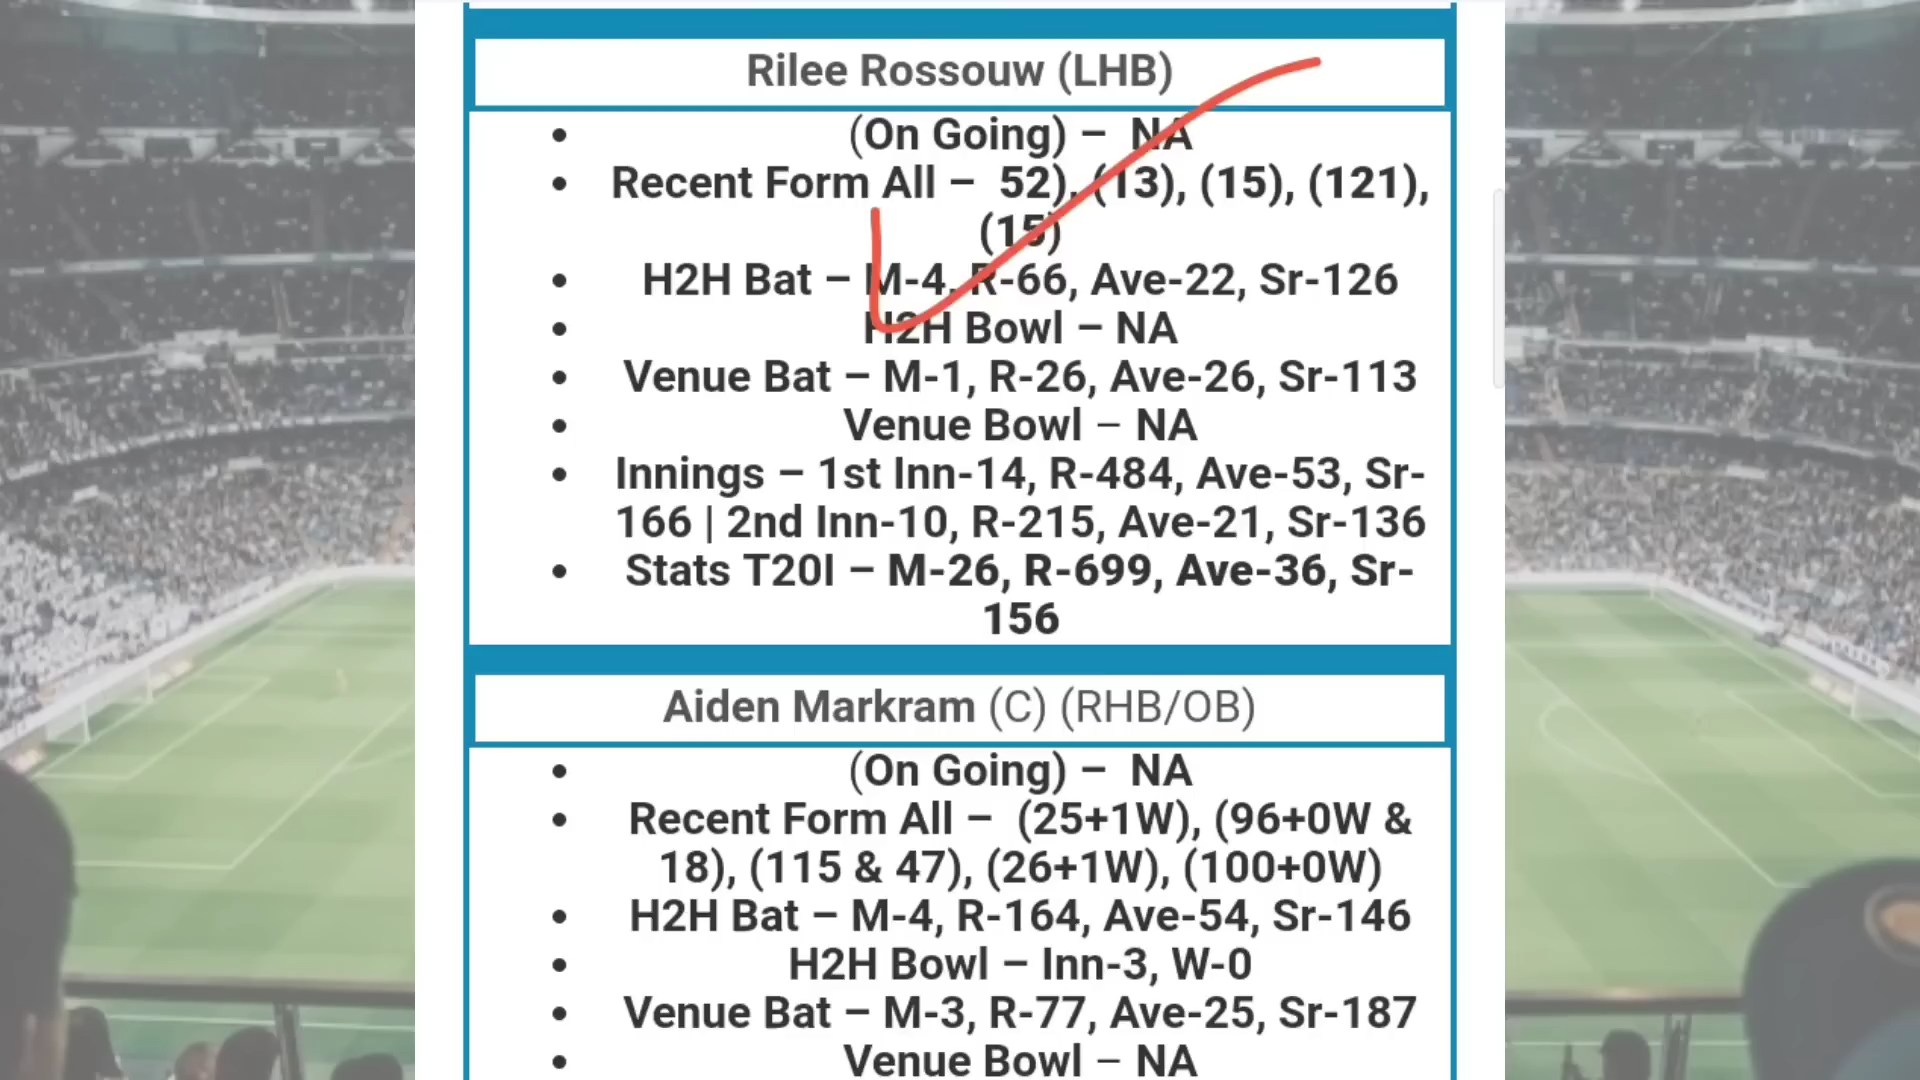 Rilee Rossouw (LHB)
• (On Going) – NA
• Recent Form All – 52), (13), (15), (121),
(15)
• H2H Bat – M-4, R-66, Ave-22, Sr-126
• H2H Bowl – NA
• Venue Bat – M-1, R-26, Ave-26, Sr-113
• Venue Bowl – NA
• Innings – 1st Inn-14, R-484, Ave-53, Sr-
166 | 2nd Inn-10, R-215, Ave-21, Sr-136
• Stats T20I – M-26, R-699, Ave-36, Sr-
156
Aiden Markram (C) (RHB/OB)
• (On Going) – NA
• Recent Form All – (25+1W), (96+0W &
18), (115 & 47), (26+1W), (100+0W)
• H2H Bat – M-4, R-164, Ave-54, Sr-146
• H2H Bowl – Inn-3, W-0
• Venue Bat – M-3, R-77, Ave-25, Sr-187
• Venue Bowl – NA